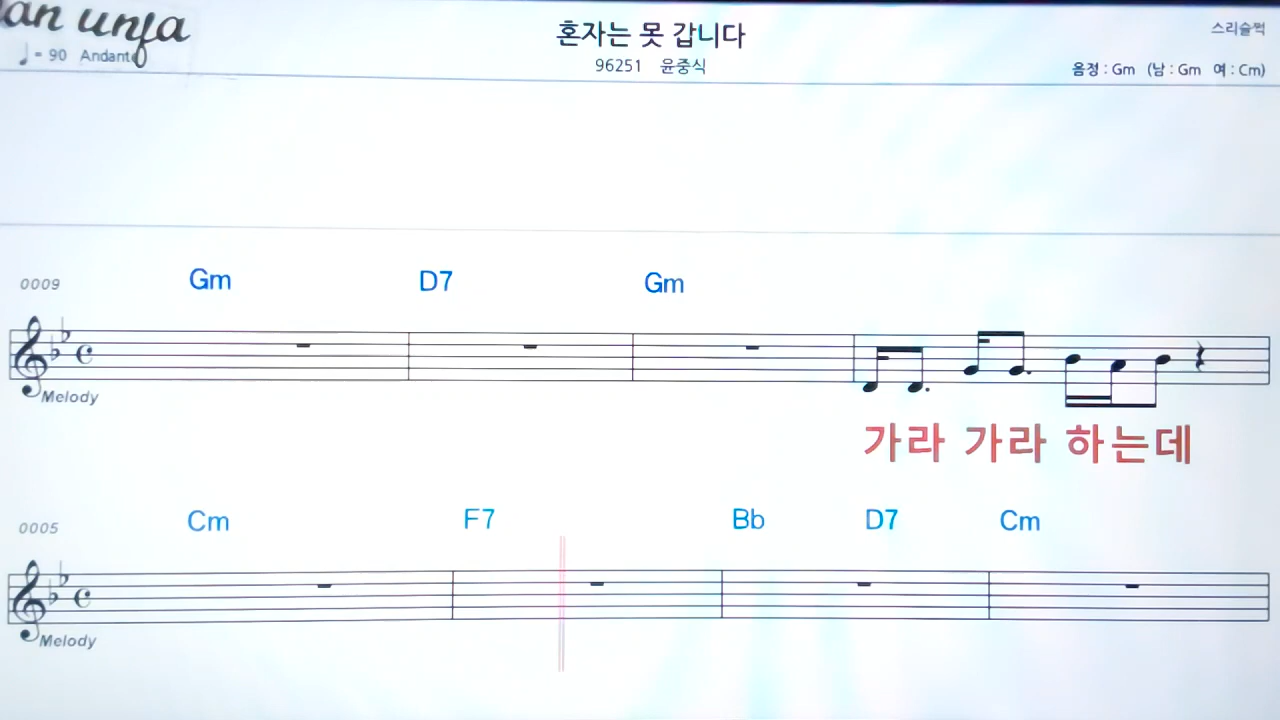 an unfa
♩ = 90 Andante
혼자는 못 갑니다
96251 윤중식
스리슬쩍
음정 : Gm (남 : Gm 여 : Cm)
0009 Gm D7 Gm
Melody
가라 가라 하는데
0005 Cm F7 Bb D7 Cm
Melody